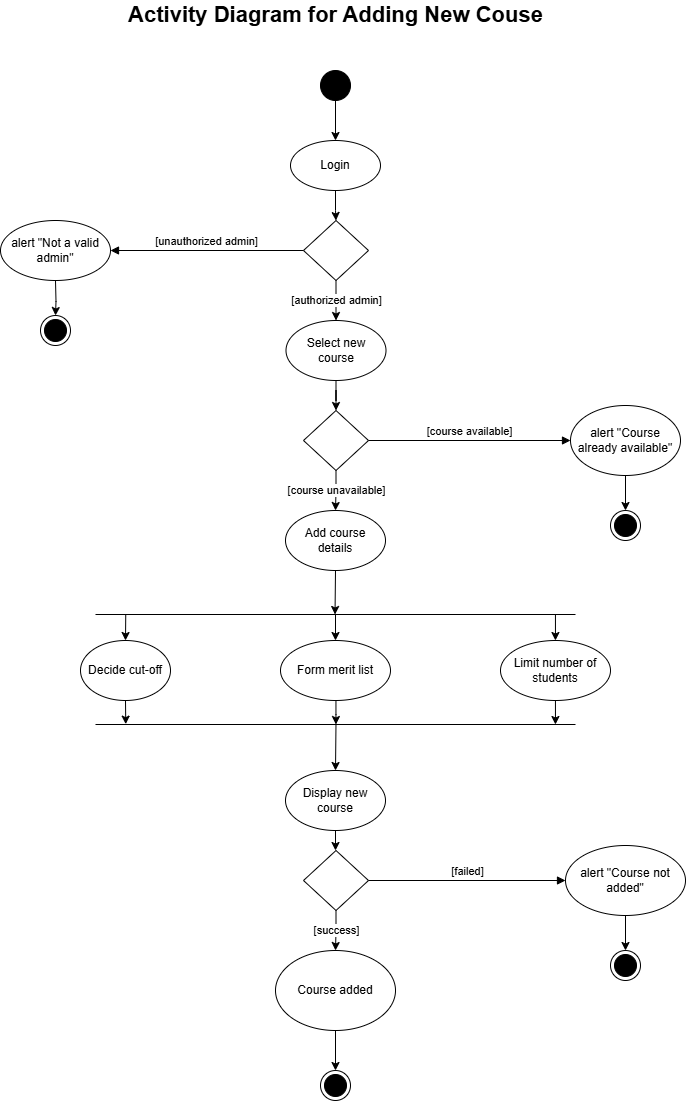 Activity Diagram for Adding New Couse
Login
[unauthorized admin]
alert "Not a valid
admin"
[authorized admin]
Select new
course
[course available]
alert "Course
already available"
[course unavailable]
Add course
details
Decide cut-off
Form merit list
Limit number of
students
Display new
course
[failed]
alert "Course not
added"
[success]
Course added